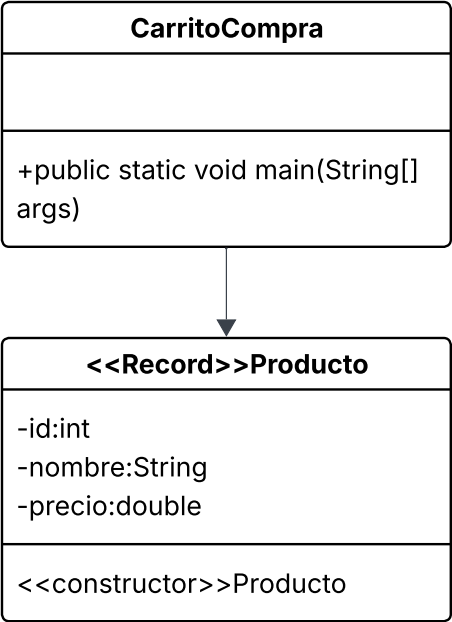 CarritoCompra
+public static void main(String[]
args)
<<Record>>Producto
-id:int
-nombre:String
-precio:double
<<constructor>>Producto